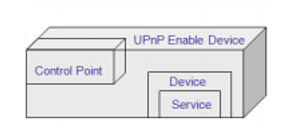 UPnP Enable Device
Control Point
Device
Service